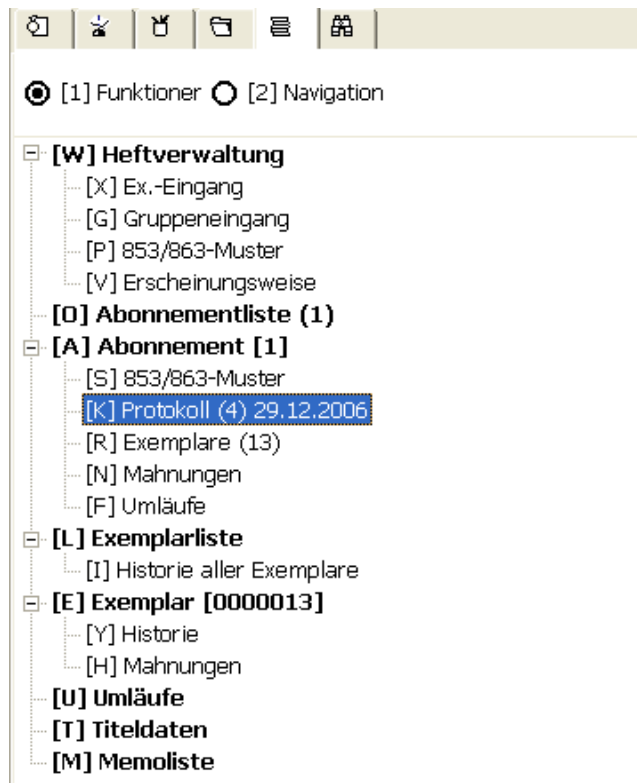 [1] Funktioner [2] Navigation
[W] Heftverwaltung
[X] Ex.-Eingang
[G] Gruppeneingang
[P] 853/863-Muster
[V] Erscheinungsweise
[O] Abonnementliste (1)
[A] Abonnement [1]
[S] 853/863-Muster
[K] Protokoll (4) 29.12.2006
[R] Exemplare (13)
[N] Mahnungen
[F] Umläufe
[L] Exemplarliste
[I] Historie aller Exemplare
[E] Exemplar [0000013]
[Y] Historie
[H] Mahnungen
[U] Umläufe
[T] Titeldaten
[M] Memoliste